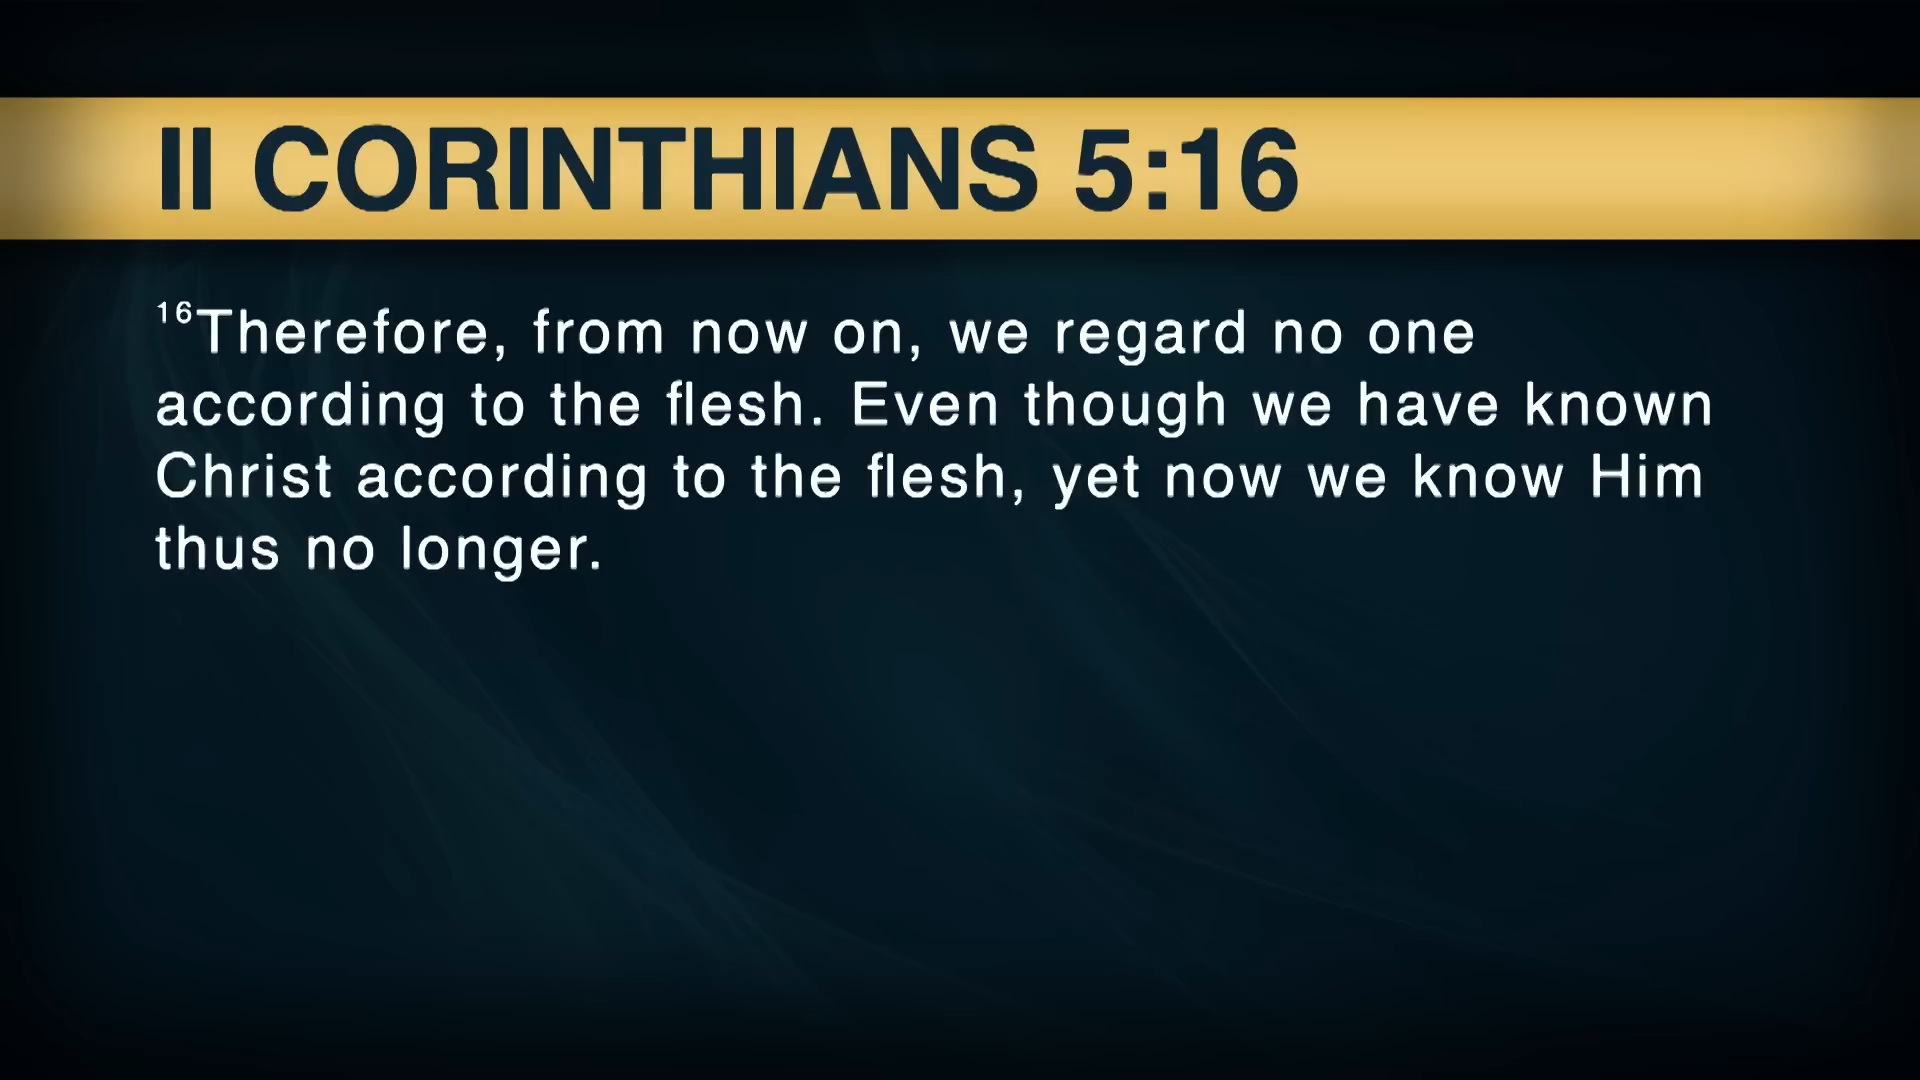 II CORINTHIANS 5:16
¹⁶Therefore, from now on, we regard no one
according to the flesh. Even though we have known
Christ according to the flesh, yet now we know Him
thus no longer.